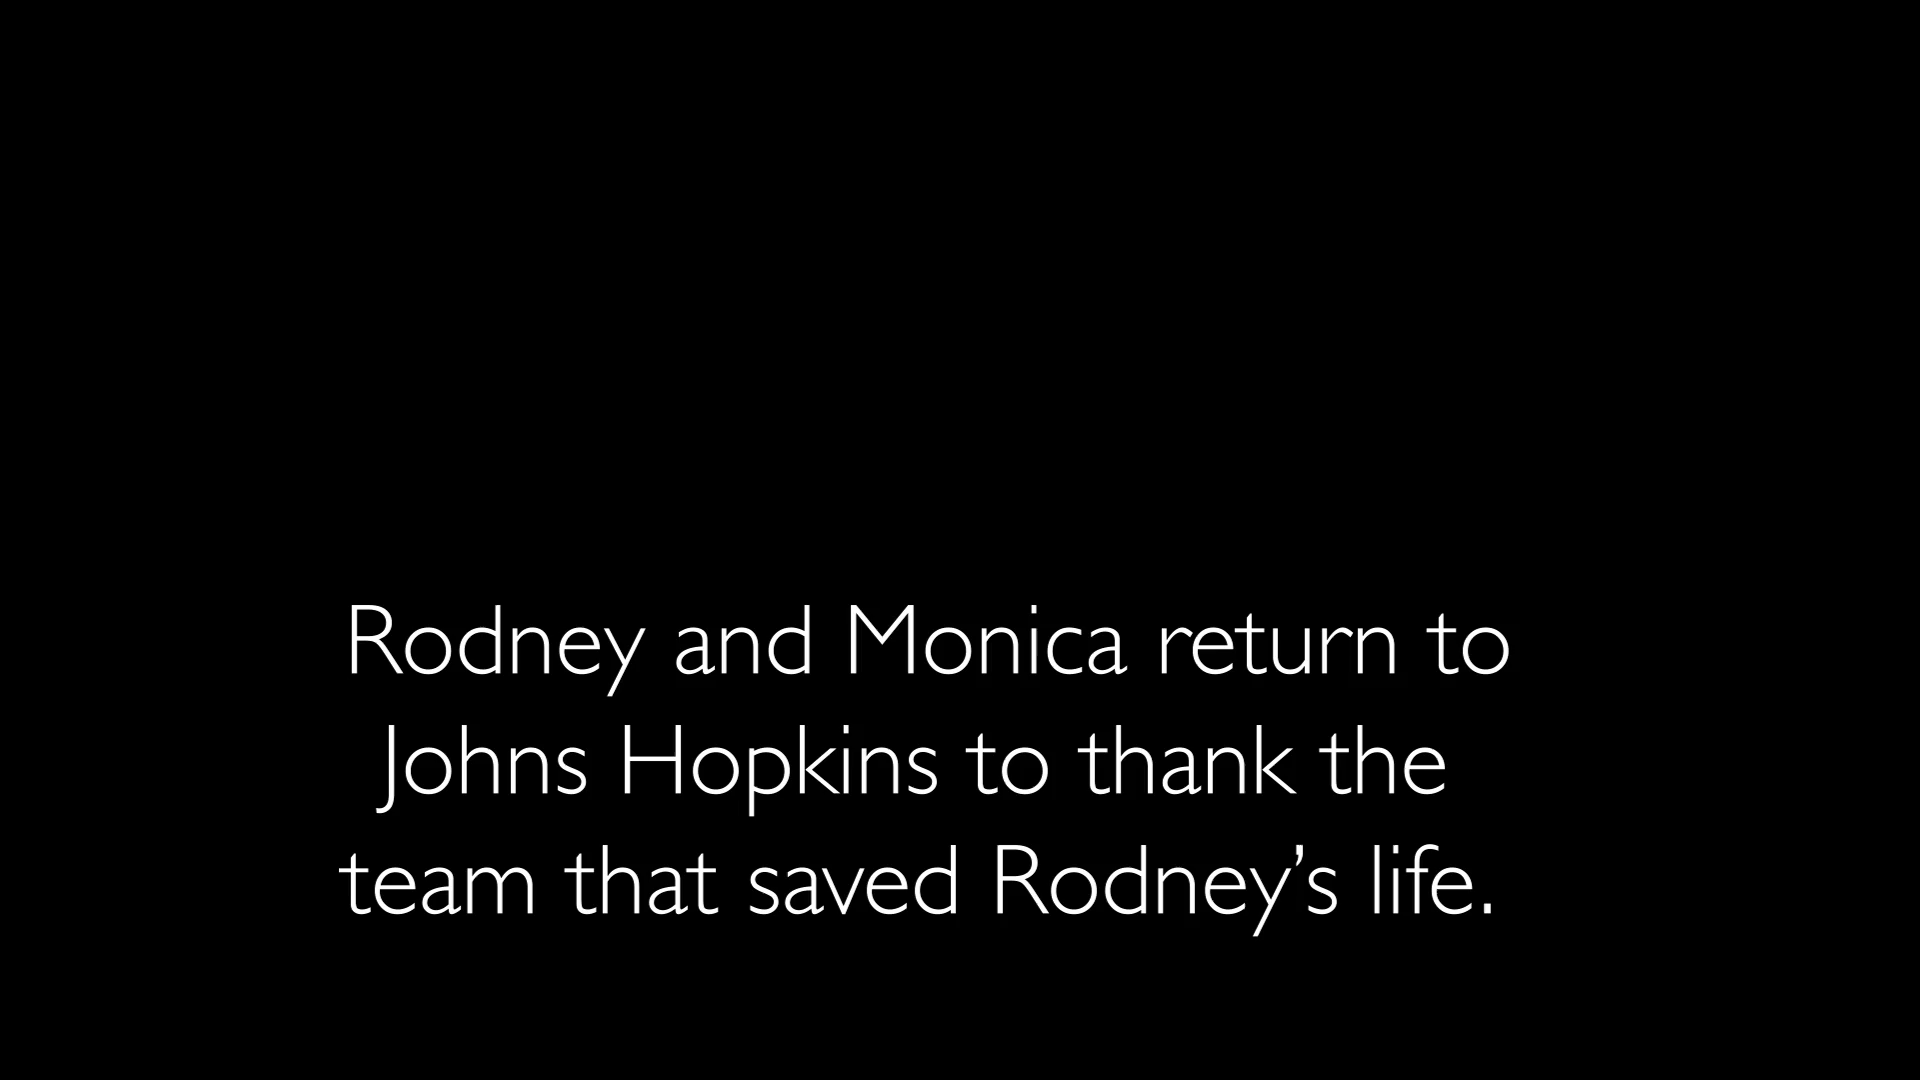 Rodney and Monica return to
Johns Hopkins to thank the
team that saved Rodney’s life.